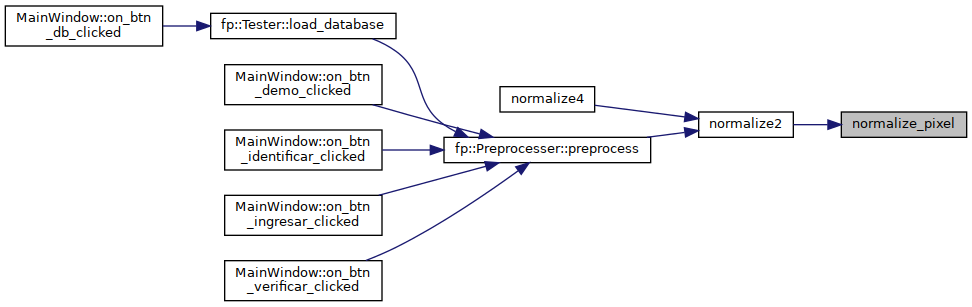 MainWindow::on_btn
_db_clicked
fp::Tester::load_database
MainWindow::on_btn
_demo_clicked
normalize4
normalize2
normalize_pixel
MainWindow::on_btn
_identificar_clicked
fp::Preprocesser::preprocess
MainWindow::on_btn
_ingresar_clicked
MainWindow::on_btn
_verificar_clicked